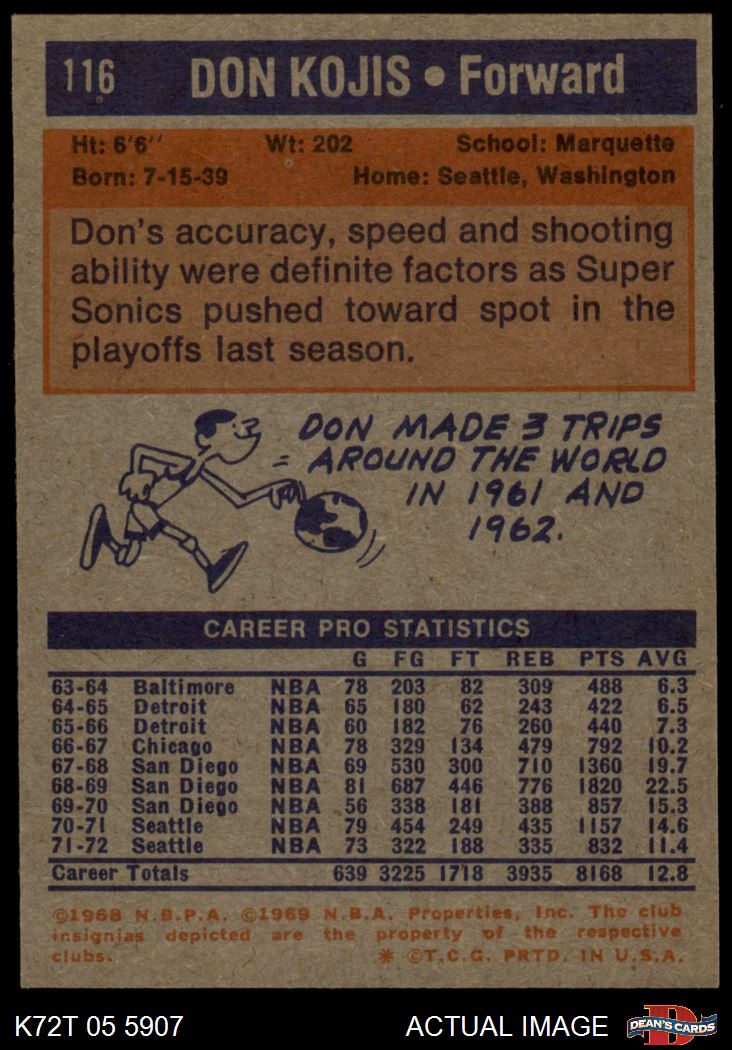 116 DON KOJIS • Forward
Ht: 6'6'' Wt: 202 School: Marquette
Born: 7-15-39 Home: Seattle, Washington
Don's accuracy, speed and shooting
ability were definite factors as Super
Sonics pushed toward spot in the
playoffs last season.
DON MADE 3 TRIPS
AROUND THE WORLD
IN 1961 AND
1962.
CAREER PRO STATISTICS
G FG FT REB PTS AVG
63-64 Baltimore NBA 78 203 82 309 488 6.3
64-65 Detroit NBA 65 180 62 243 422 6.5
65-66 Detroit NBA 60 182 76 260 440 7.3
66-67 Chicago NBA 78 329 134 479 792 10.2
67-68 San Diego NBA 69 530 300 710 1360 19.7
68-69 San Diego NBA 81 687 446 776 1820 22.5
69-70 San Diego NBA 56 338 181 388 857 15.3
70-71 Seattle NBA 79 454 249 435 1157 14.6
71-72 Seattle NBA 73 322 188 335 832 11.4
Career Totals 639 3225 1718 3935 8168 12.8
©1968 N.B.P.A. ©1969 N.B.A. Properties, Inc. The club
insignias depicted are the property of the respective
clubs. * ©T.C.G. PRTD. IN U.S.A.
K72T 05 5907 ACTUAL IMAGE DEAN'S CARDS